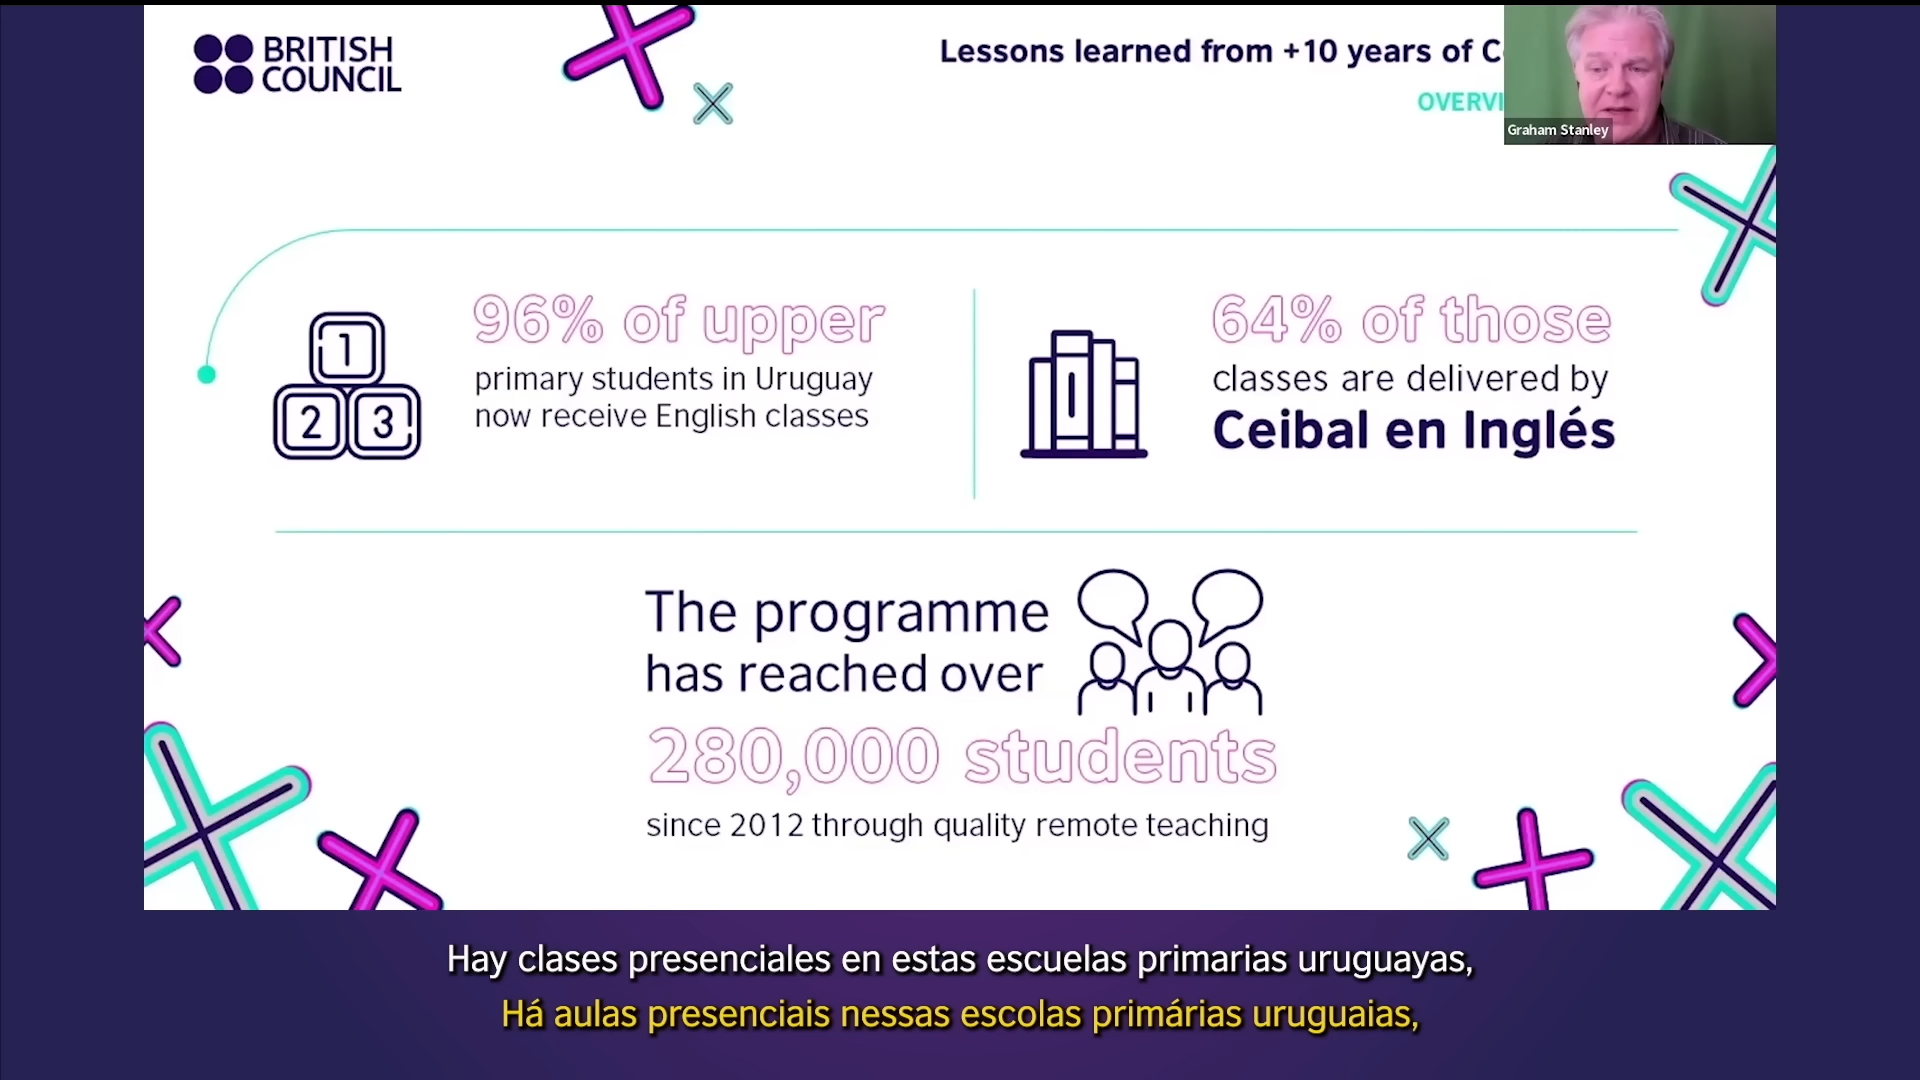 BRITISH
COUNCIL
Lessons learned from +10 years of C
OVERVI
Graham Stanley
1
2 3
96% of upper
primary students in Uruguay
now receive English classes
64% of those
classes are delivered by
Ceibal en Inglés
The programme
has reached over
280,000 students
since 2012 through quality remote teaching
Hay clases presenciales en estas escuelas primarias uruguayas,
Há aulas presenciais nessas escolas primárias uruguaias,